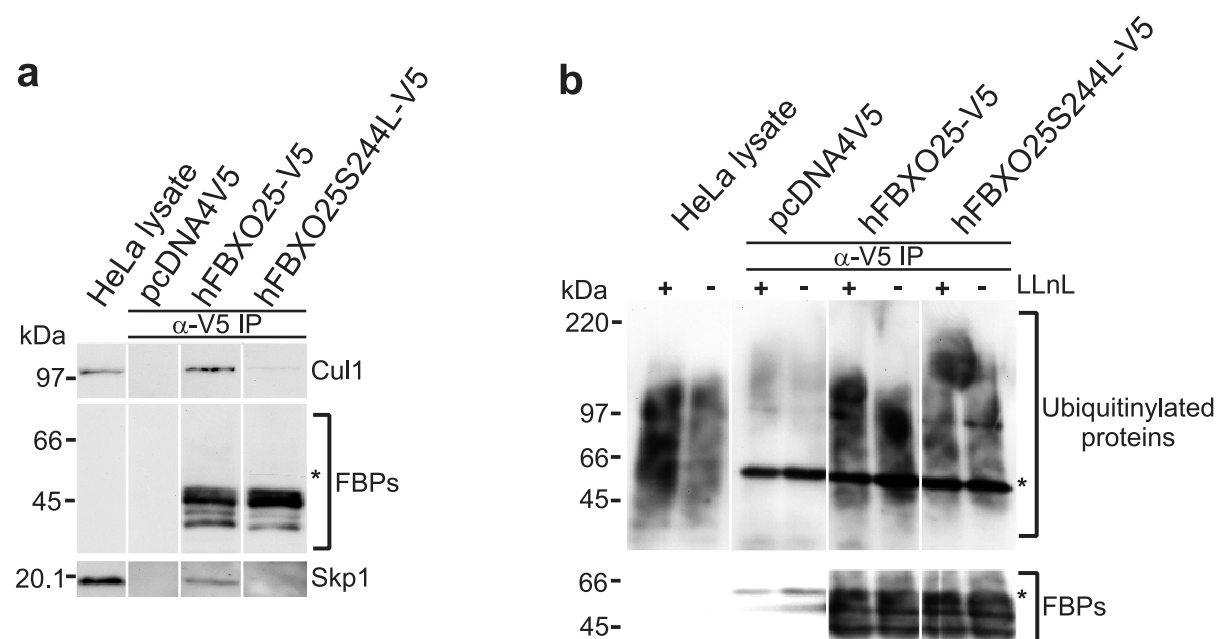 a
HeLa lysate
pcDNA4V5
hFBXO25-V5
hFBXO25S244L-V5
α-V5 IP
kDa
97
Cul1
66
*
45
FBPs
20.1
Skp1
b
HeLa lysate
pcDNA4V5
hFBXO25-V5
hFBXO25S244L-V5
α-V5 IP
kDa
+ - + - + - + - LLnL
220
97
66
45
*
Ubiquitinylated
proteins
66
*
45
FBPs